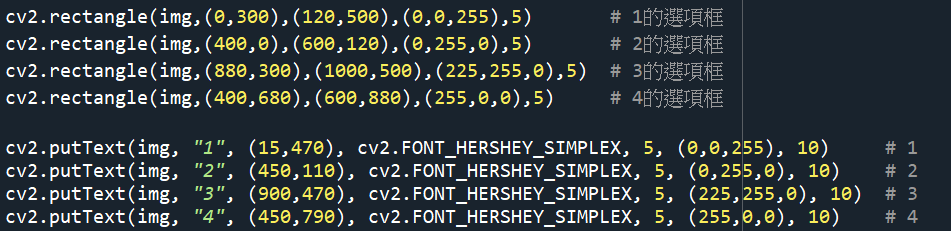 cv2.rectangle(img,(0,300),(120,500),(0,0,255),5)        # 1的選項框
cv2.rectangle(img,(400,0),(600,120),(0,255,0),5)        # 2的選項框
cv2.rectangle(img,(880,300),(1000,500),(225,255,0),5)  # 3的選項框
cv2.rectangle(img,(400,680),(600,880),(255,0,0),5)      # 4的選項框
cv2.putText(img, "1", (15,470), cv2.FONT_HERSHEY_SIMPLEX, 5, (0,0,255), 10)      # 1
cv2.putText(img, "2", (450,110), cv2.FONT_HERSHEY_SIMPLEX, 5, (0,255,0), 10)     # 2
cv2.putText(img, "3", (900,470), cv2.FONT_HERSHEY_SIMPLEX, 5, (225,255,0), 10)  # 3
cv2.putText(img, "4", (450,790), cv2.FONT_HERSHEY_SIMPLEX, 5, (255,0,0), 10)     # 4